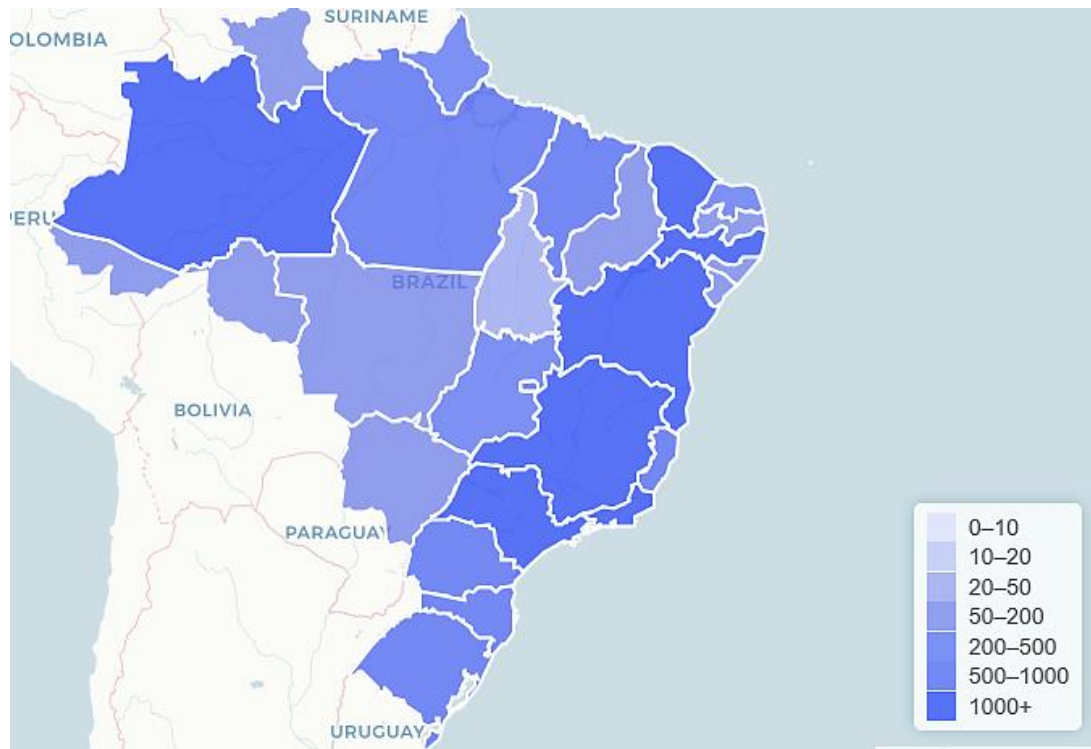 SURINAME
OLOMBIA
PERU
BRAZIL
BOLIVIA
PARAGUAY
URUGUAY
0–10
10–20
20–50
50–200
200–500
500–1000
1000+